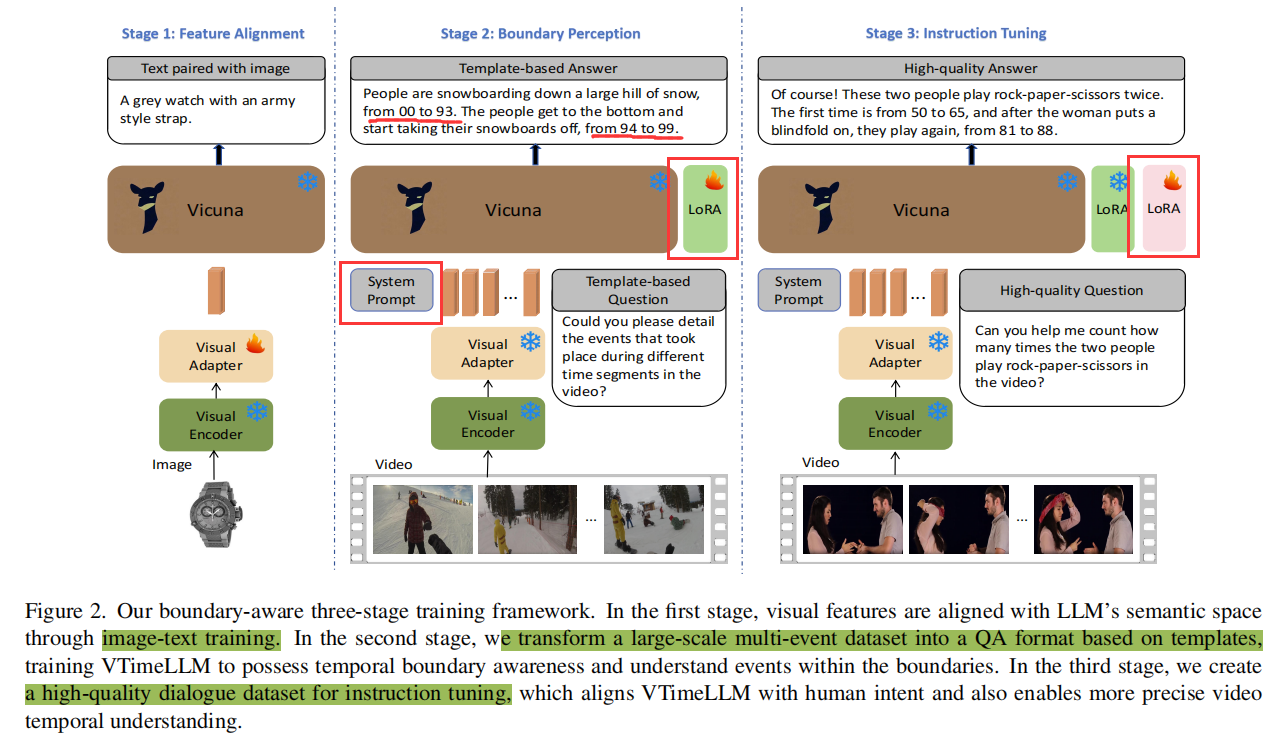 Stage 1: Feature Alignment
Text paired with image
A grey watch with an army
style strap.
Vicuna
Visual
Adapter
Visual
Encoder
Image
Stage 2: Boundary Perception
Template-based Answer
People are snowboarding down a large hill of snow,
from 00 to 93. The people get to the bottom and
start taking their snowboards off, from 94 to 99.
Vicuna
LoRA
System
Prompt
...
Template-based
Question
Could you please detail
the events that took
place during different
time segments in the
video?
Visual
Adapter
Visual
Encoder
Video
...
Stage 3: Instruction Tuning
High-quality Answer
Of course! These two people play rock-paper-scissors twice.
The first time is from 50 to 65, and after the woman puts a
blindfold on, they play again, from 81 to 88.
Vicuna
LoRA
LoRA
System
Prompt
...
High-quality Question
Can you help me count how
many times the two people
play rock-paper-scissors in
the video?
Visual
Adapter
Visual
Encoder
Video
...
Figure 2. Our boundary-aware three-stage training framework. In the first stage, visual features are aligned with LLM's semantic space
through image-text training. In the second stage, we transform a large-scale multi-event dataset into a QA format based on templates,
training VTimeLLM to possess temporal boundary awareness and understand events within the boundaries. In the third stage, we create
a high-quality dialogue dataset for instruction tuning, which aligns VTimeLLM with human intent and also enables more precise video
temporal understanding.